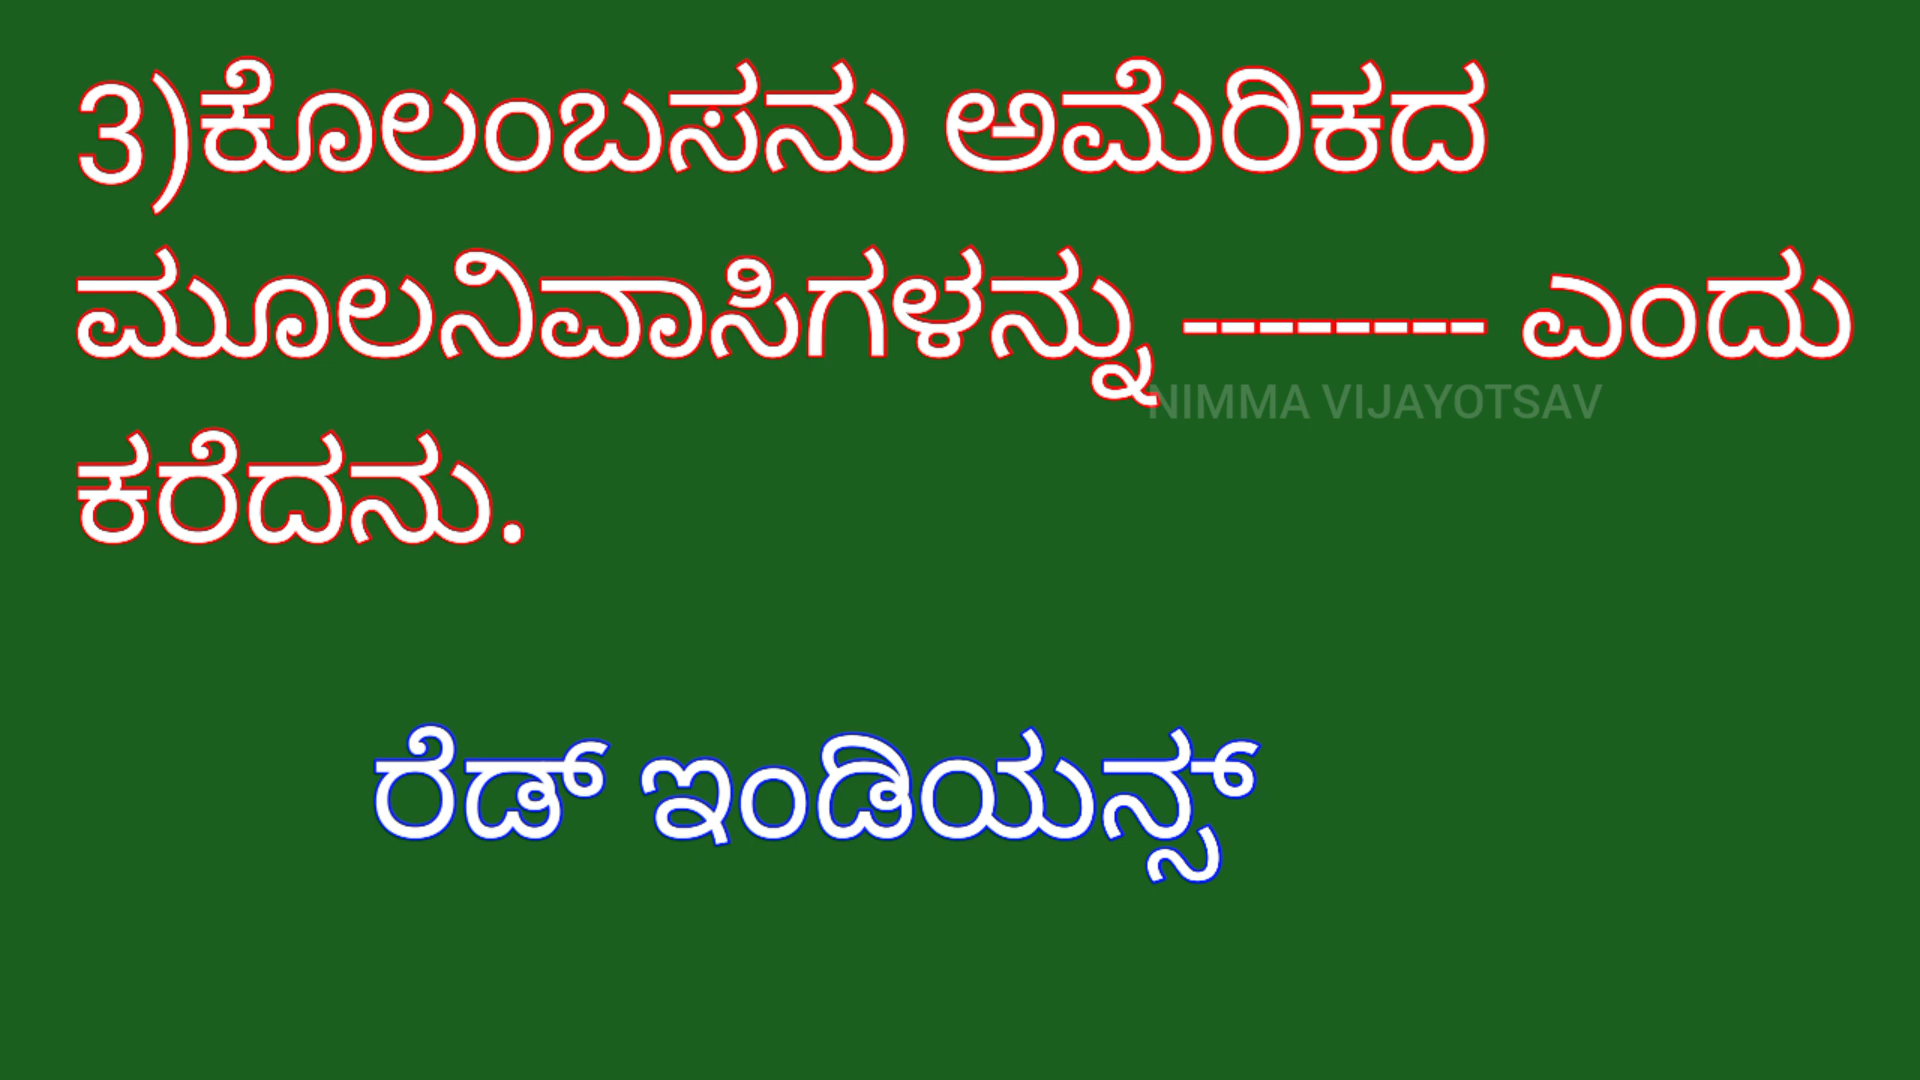 3)ಕೊಲಂಬಸನು ಅಮೆರಿಕದ
ಮೂಲನಿವಾಸಿಗಳನ್ನು -------- ಎಂದು
NIMMA VIJAYOTSAV
ಕರೆದನು.
ರೆಡ್ ಇಂಡಿಯನ್ಸ್